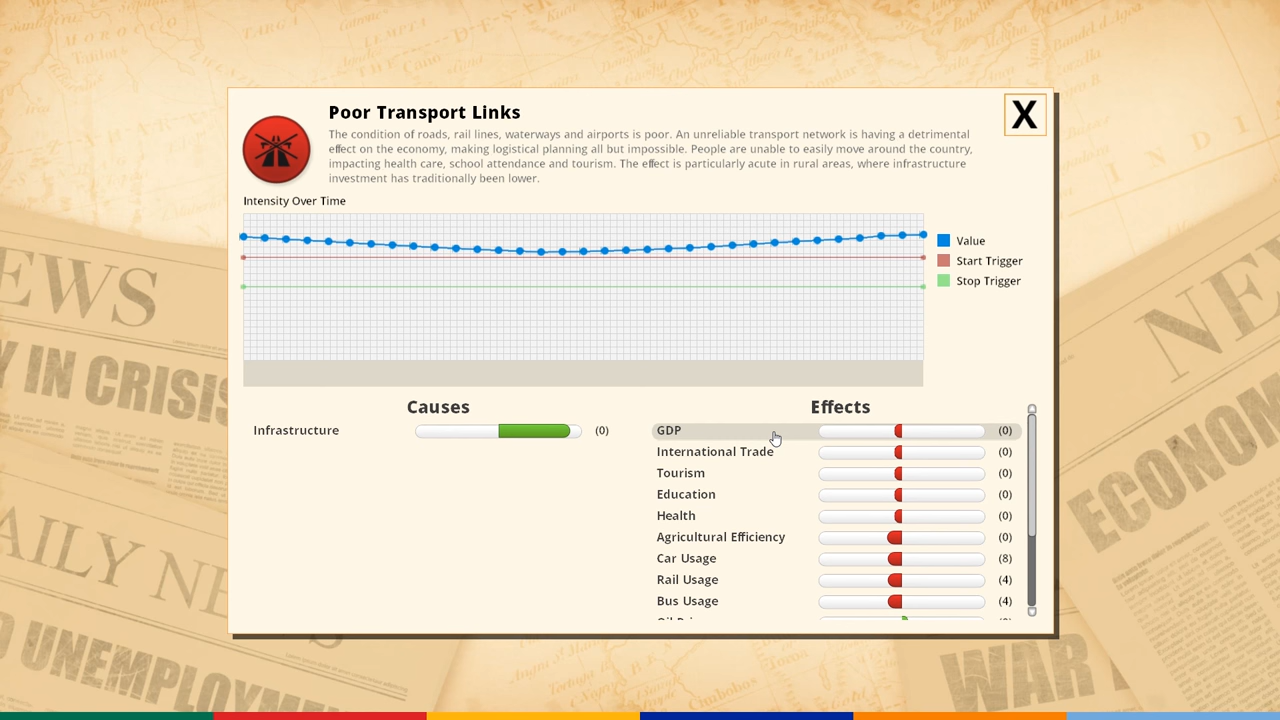 Poor Transport Links
X
The condition of roads, rail lines, waterways and airports is poor. An unreliable transport network is having a detrimental
effect on the economy, making logistical planning all but impossible. People are unable to easily move around the country,
impacting health care, school attendance and tourism. The effect is particularly acute in rural areas, where infrastructure
investment has traditionally been lower.
Intensity Over Time
Value
Start Trigger
Stop Trigger
Causes
Infrastructure (0)
Effects
GDP (0)
International Trade (0)
Tourism (0)
Education (0)
Health (0)
Agricultural Efficiency (0)
Car Usage (8)
Rail Usage (4)
Bus Usage (4)
EWS
Y IN CRISIS
AILY NE
UNEMPLOYM
NE
ECONOM
WAR